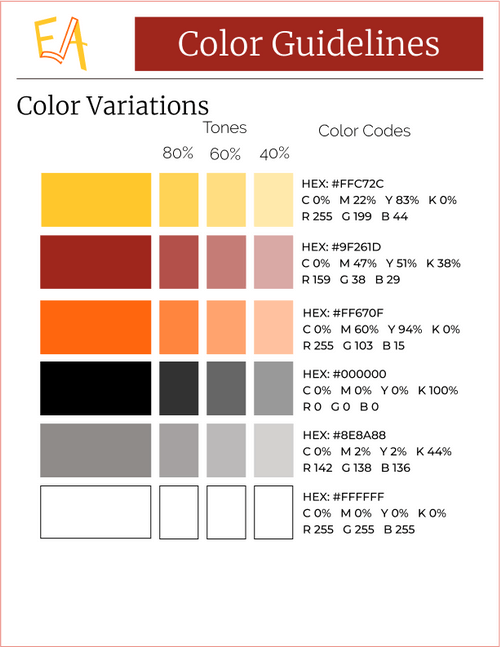 EA
Color Guidelines
Color Variations
Tones
Color Codes
80% 60% 40%
HEX: #FFC72C
C 0% M 22% Y 83% K 0%
R 255 G 199 B 44
HEX: #9F261D
C 0% M 47% Y 51% K 38%
R 159 G 38 B 29
HEX: #FF670F
C 0% M 60% Y 94% K 0%
R 255 G 103 B 15
HEX: #000000
C 0% M 0% Y 0% K 100%
R 0 G 0 B 0
HEX: #8E8A88
C 0% M 2% Y 2% K 44%
R 142 G 138 B 136
HEX: #FFFFFF
C 0% M 0% Y 0% K 0%
R 255 G 255 B 255